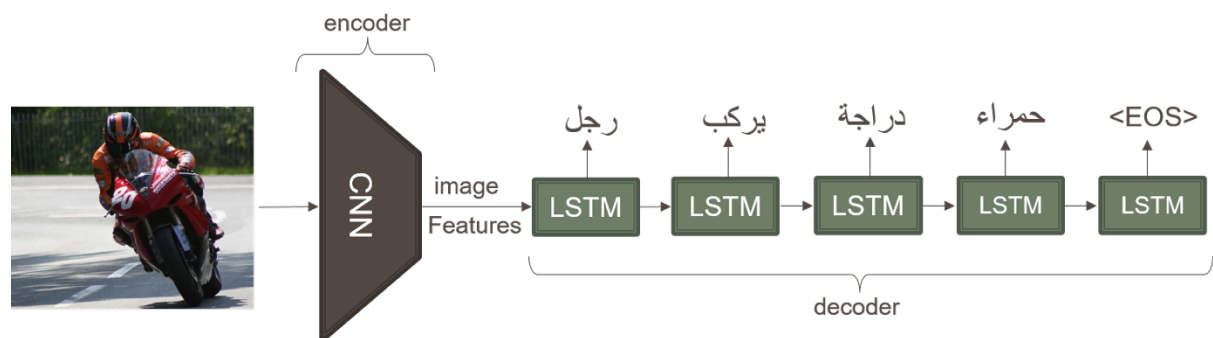 encoder
CNN
image
Features
رجل
يركب
دراجة
حمراء
<EOS>
LSTM
LSTM
LSTM
LSTM
LSTM
decoder